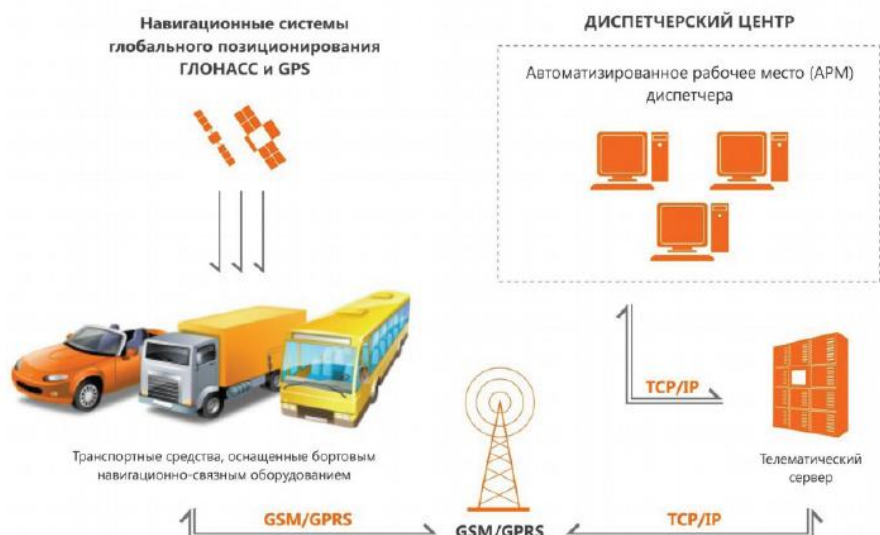 Навигационные системы
глобального позиционирования
ГЛОНАСС и GPS
ДИСПЕТЧЕРСКИЙ ЦЕНТР
Автоматизированное рабочее место (АРМ)
диспетчера
TCP/IP
Транспортные средства, оснащенные бортовым
навигационно-связным оборудованием
Телематический
сервер
GSM/GPRS
GSM/GPRS
TCP/IP